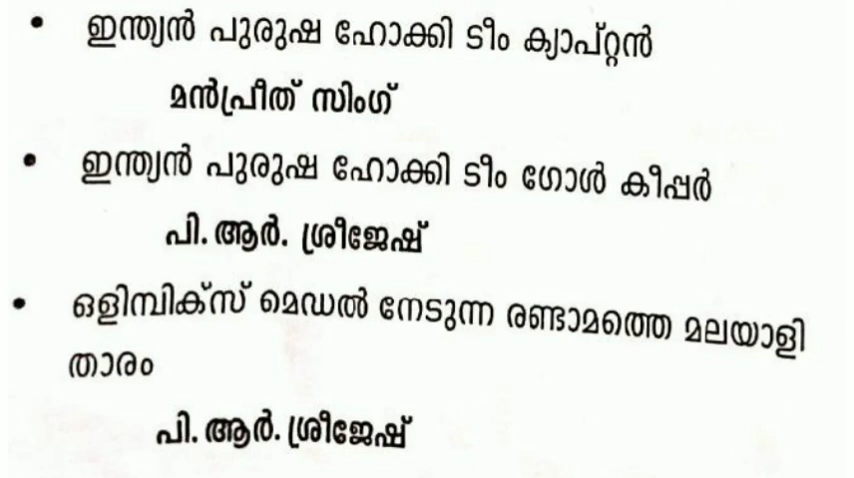 • ഇന്ത്യൻ പുരുഷ ഹോക്കി ടീം ക്യാപ്റ്റൻ
മൻപ്രീത് സിംഗ്
• ഇന്ത്യൻ പുരുഷ ഹോക്കി ടീം ഗോൾ കീപ്പർ
പി. ആർ. ശ്രീജേഷ്
• ഒളിമ്പിക്സ് മെഡൽ നേടുന്ന രണ്ടാമത്തെ മലയാളി
താരം
പി. ആർ. ശ്രീജേഷ്